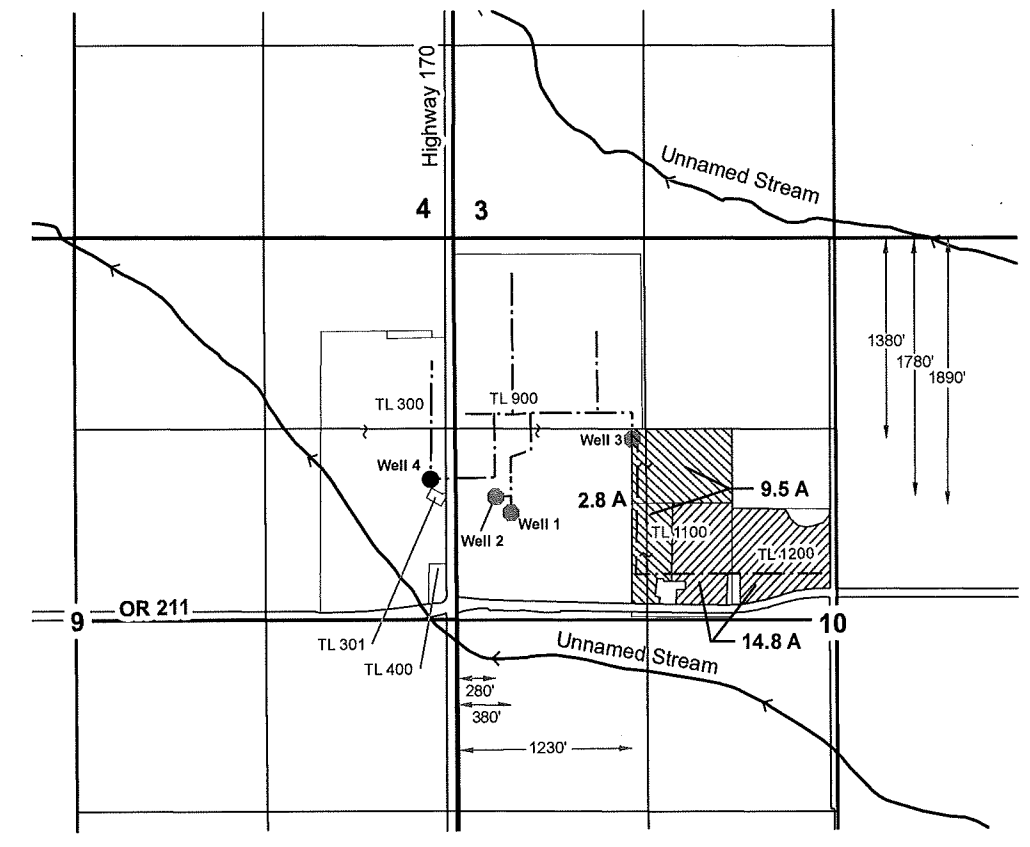 Highway 170
Unnamed Stream
4 3
1380'
1780'
1890'
TL 300
TL 900
Well 3
Well 4
2.8 A
9.5 A
Well 1
Well 2
TL 1100
TL 1200
9
OR 211
10
TL 301
TL 400
14.8 A
Unnamed Stream
280'
380'
1230'